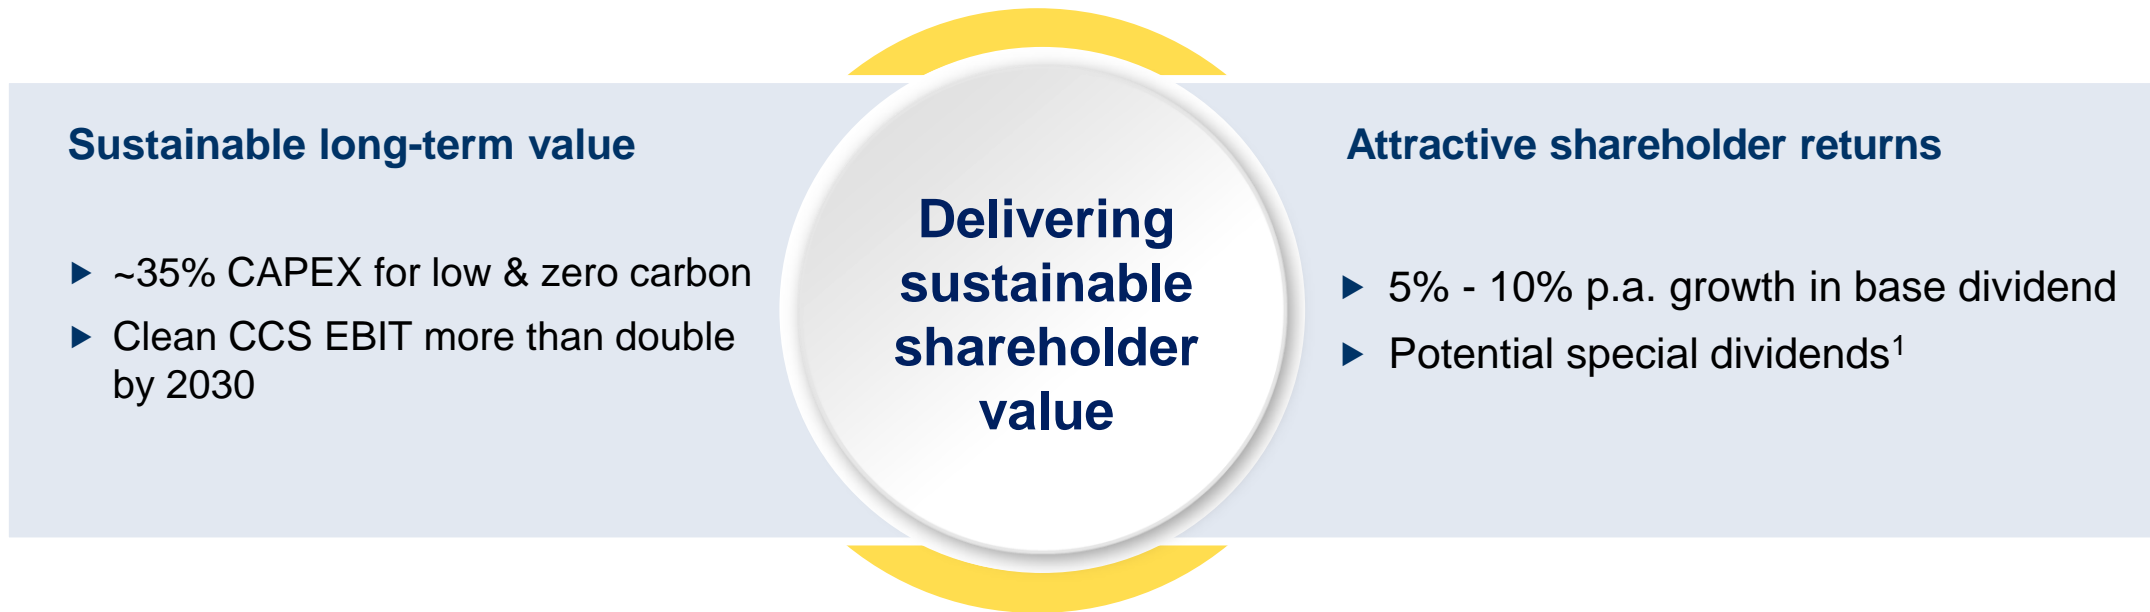 Sustainable long-term value
~35% CAPEX for low & zero carbon
Clean CCS EBIT more than double
by 2030
Delivering
sustainable
shareholder
value
Attractive shareholder returns
5% - 10% p.a. growth in base dividend
Potential special dividends¹